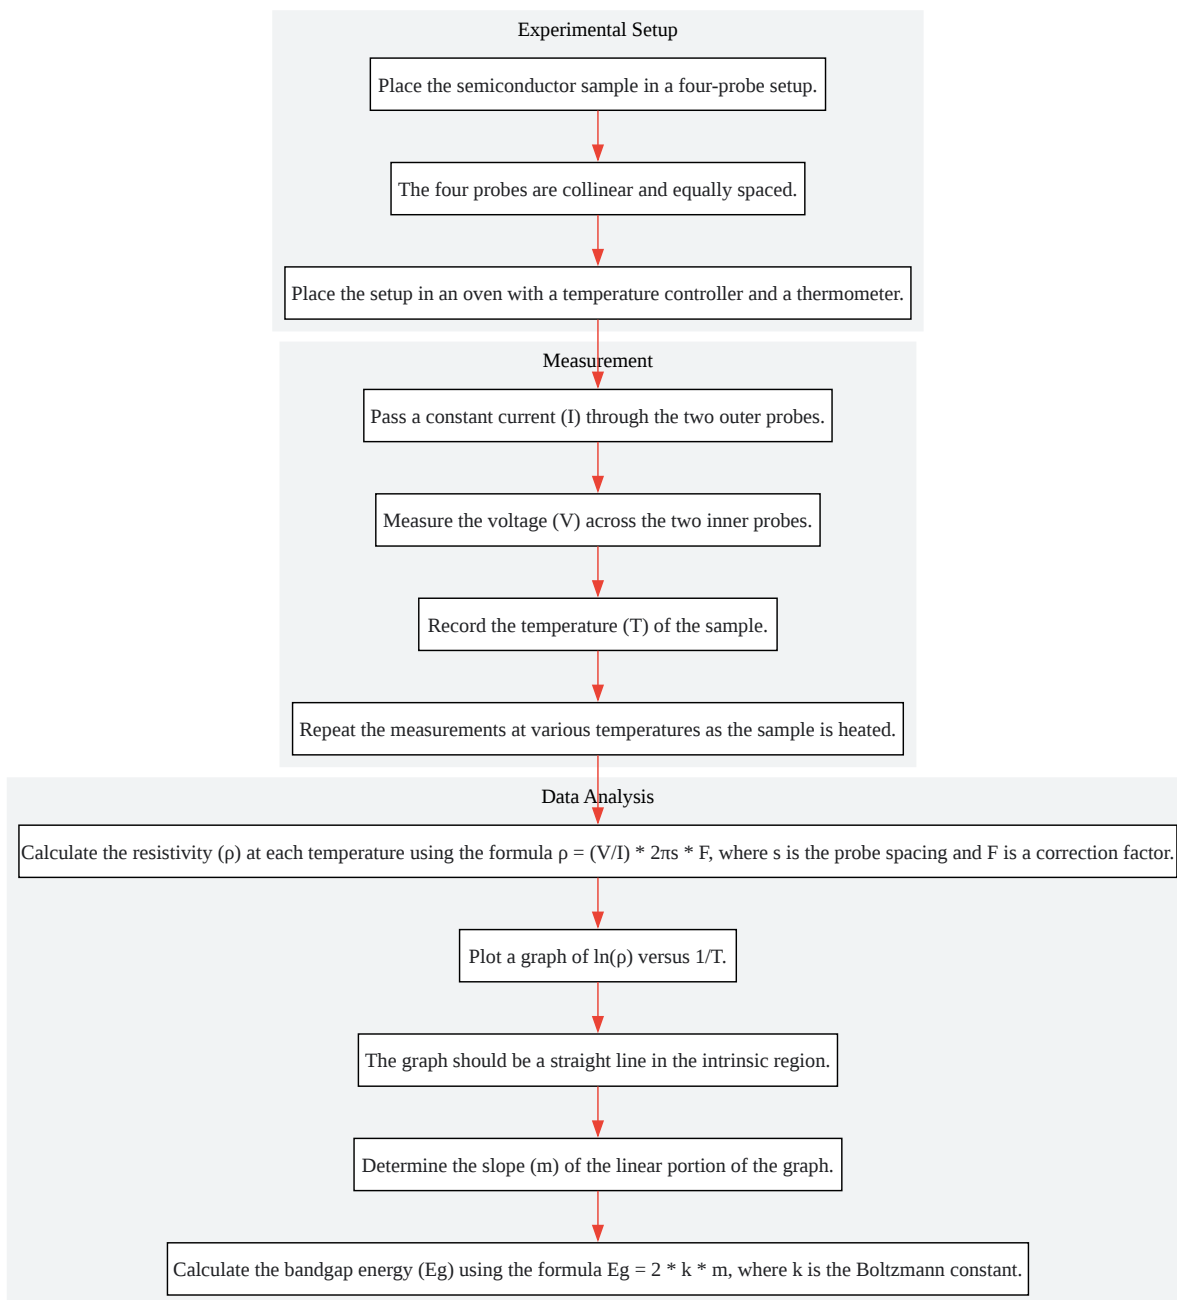 Experimental Setup
Place the semiconductor sample in a four-probe setup.
The four probes are collinear and equally spaced.
Place the setup in an oven with a temperature controller and a thermometer.
Measurement
Pass a constant current (I) through the two outer probes.
Measure the voltage (V) across the two inner probes.
Record the temperature (T) of the sample.
Repeat the measurements at various temperatures as the sample is heated.
Data Analysis
Calculate the resistivity (ρ) at each temperature using the formula ρ = (V/I) * 2πs * F, where s is the probe spacing and F is a correction factor.
Plot a graph of ln(ρ) versus 1/T.
The graph should be a straight line in the intrinsic region.
Determine the slope (m) of the linear portion of the graph.
Calculate the bandgap energy (Eg) using the formula Eg = 2 * k * m, where k is the Boltzmann constant.